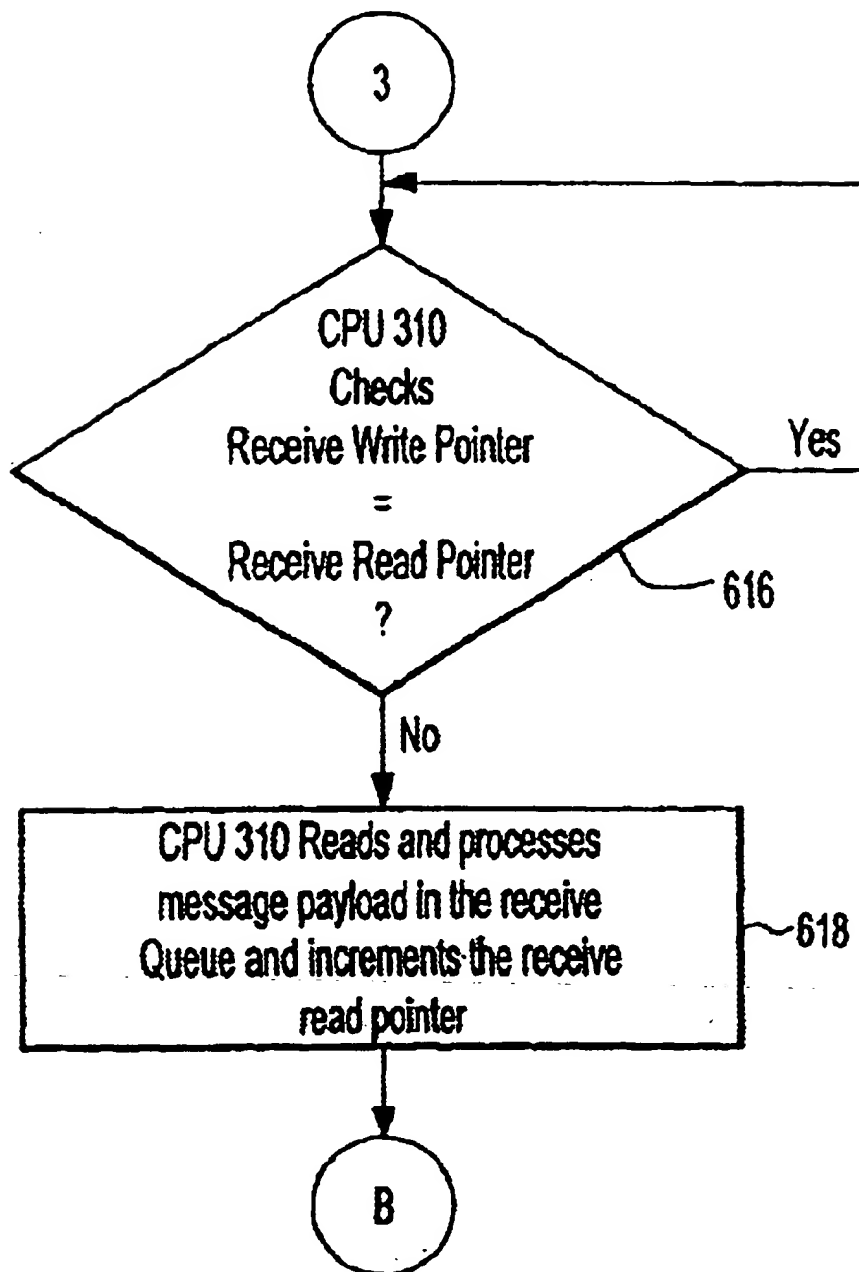 3
CPU 310
Checks
Receive Write Pointer
=
Receive Read Pointer
?
Yes
616
No
CPU 310 Reads and processes
message payload in the receive
Queue and increments the receive
read pointer
618
B